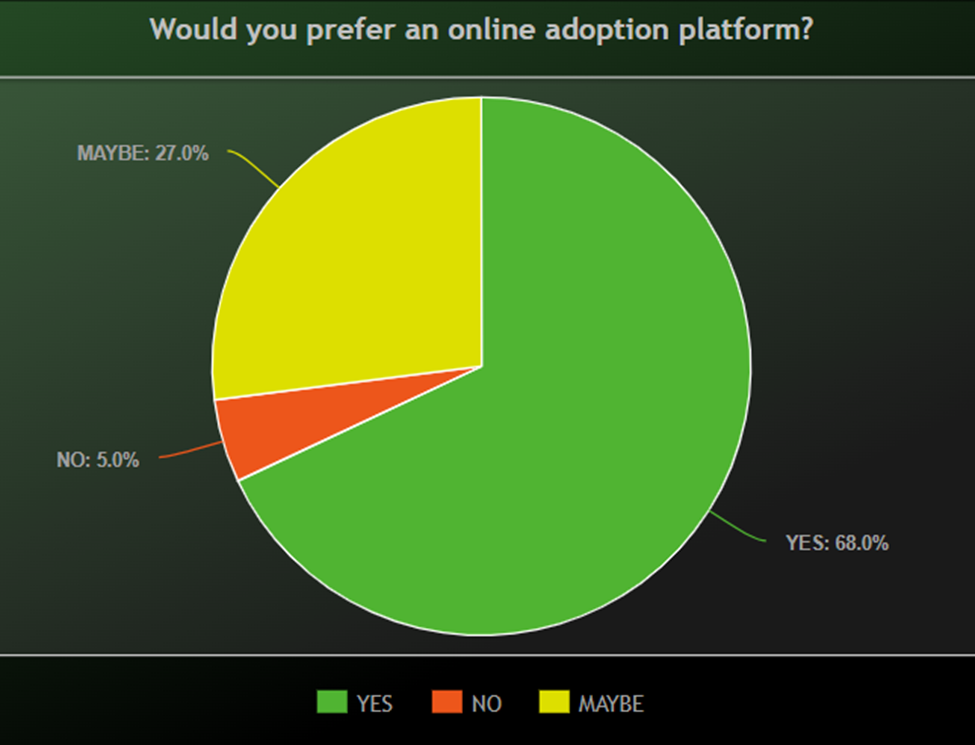 Would you prefer an online adoption platform?
MAYBE: 27.0%
NO: 5.0%
YES: 68.0%
YES NO MAYBE